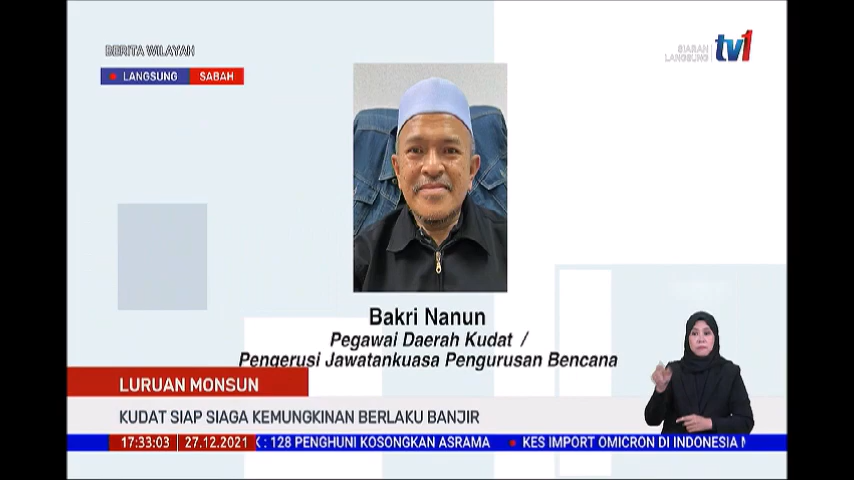 BERITA WILAYAH
SIARAN
LANGSUNG
tv1
LANGSUNG
SABAH
Bakri Nanun
Pegawai Daerah Kudat /
Pengerusi Jawatankuasa Pengurusan Bencana
LURUAN MONSUN
KUDAT SIAP SIAGA KEMUNGKINAN BERLAKU BANJIR
17:33:03 27.12.2021 : 128 PENGHUNI KOSONGKAN ASRAMA • KES IMPORT OMICRON DI INDONESIA